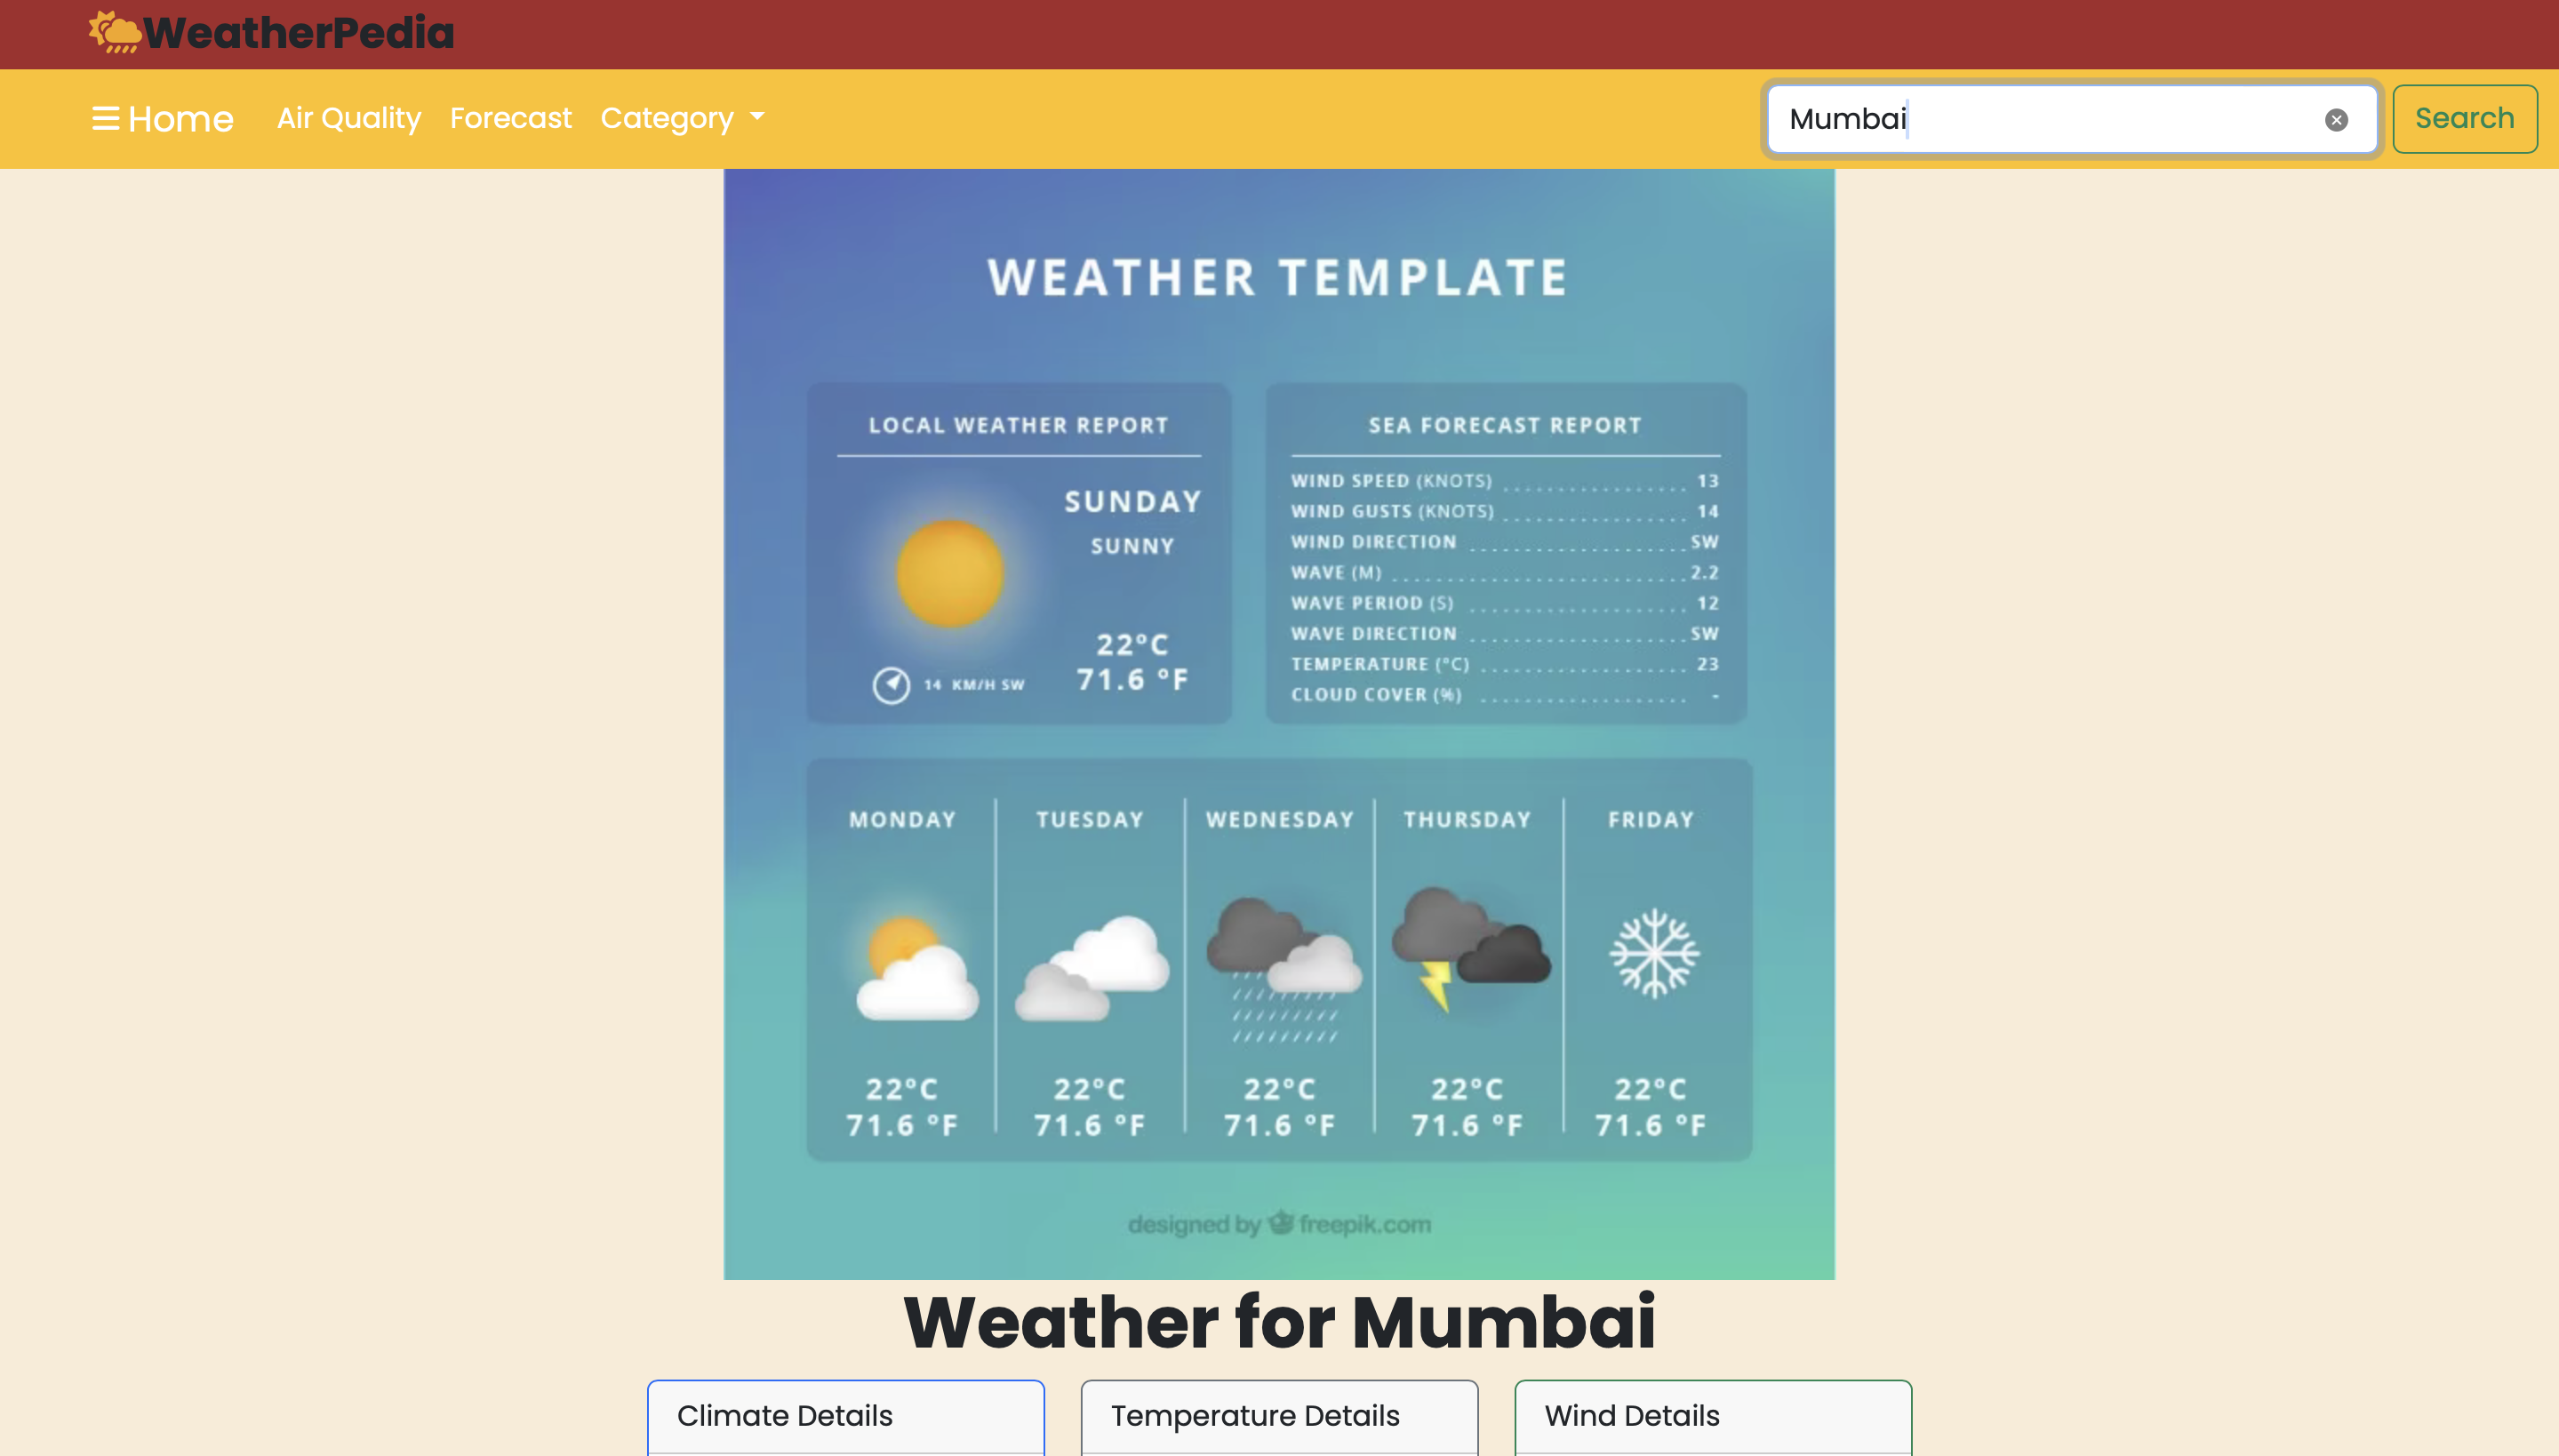 WeatherPedia
Home Air Quality Forecast Category Mumbai Search
WEATHER TEMPLATE
LOCAL WEATHER REPORT
SUNDAY
SUNNY
22°C
71.6 °F
14 KM/H SW
SEA FORECAST REPORT
WIND SPEED (KNOTS) 13
WIND GUSTS (KNOTS) 14
WIND DIRECTION SW
WAVE (M) 2.2
WAVE PERIOD (S) 12
WAVE DIRECTION SW
TEMPERATURE (°C) 23
CLOUD COVER (%) -
MONDAY TUESDAY WEDNESDAY THURSDAY FRIDAY
22°C 22°C 22°C 22°C 22°C
71.6 °F 71.6 °F 71.6 °F 71.6 °F 71.6 °F
designed by freepik.com
Weather for Mumbai
Climate Details Temperature Details Wind Details